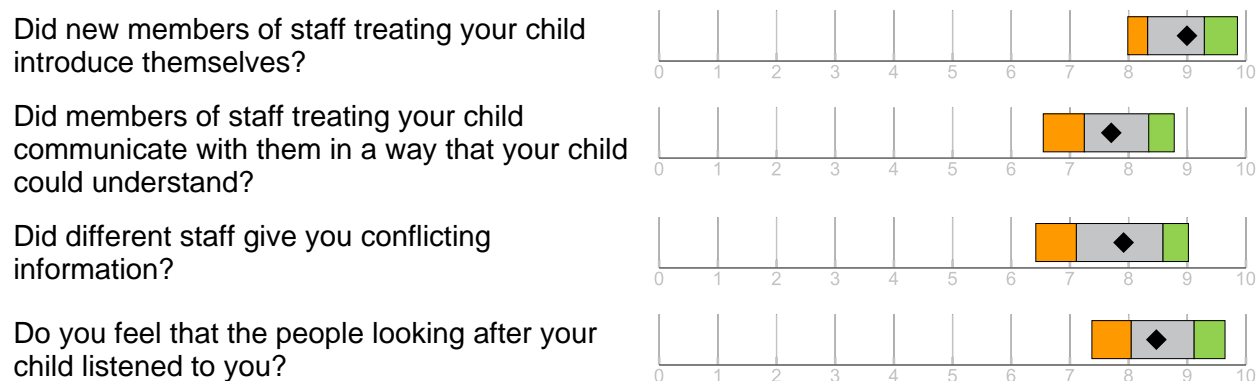 Did new members of staff treating your child
introduce themselves?
0 1 2 3 4 5 6 7 8 9 10
Did members of staff treating your child
communicate with them in a way that your child
could understand?
0 1 2 3 4 5 6 7 8 9 10
Did different staff give you conflicting
information?
0 1 2 3 4 5 6 7 8 9 10
Do you feel that the people looking after your
child listened to you?
0 1 2 3 4 5 6 7 8 9 10